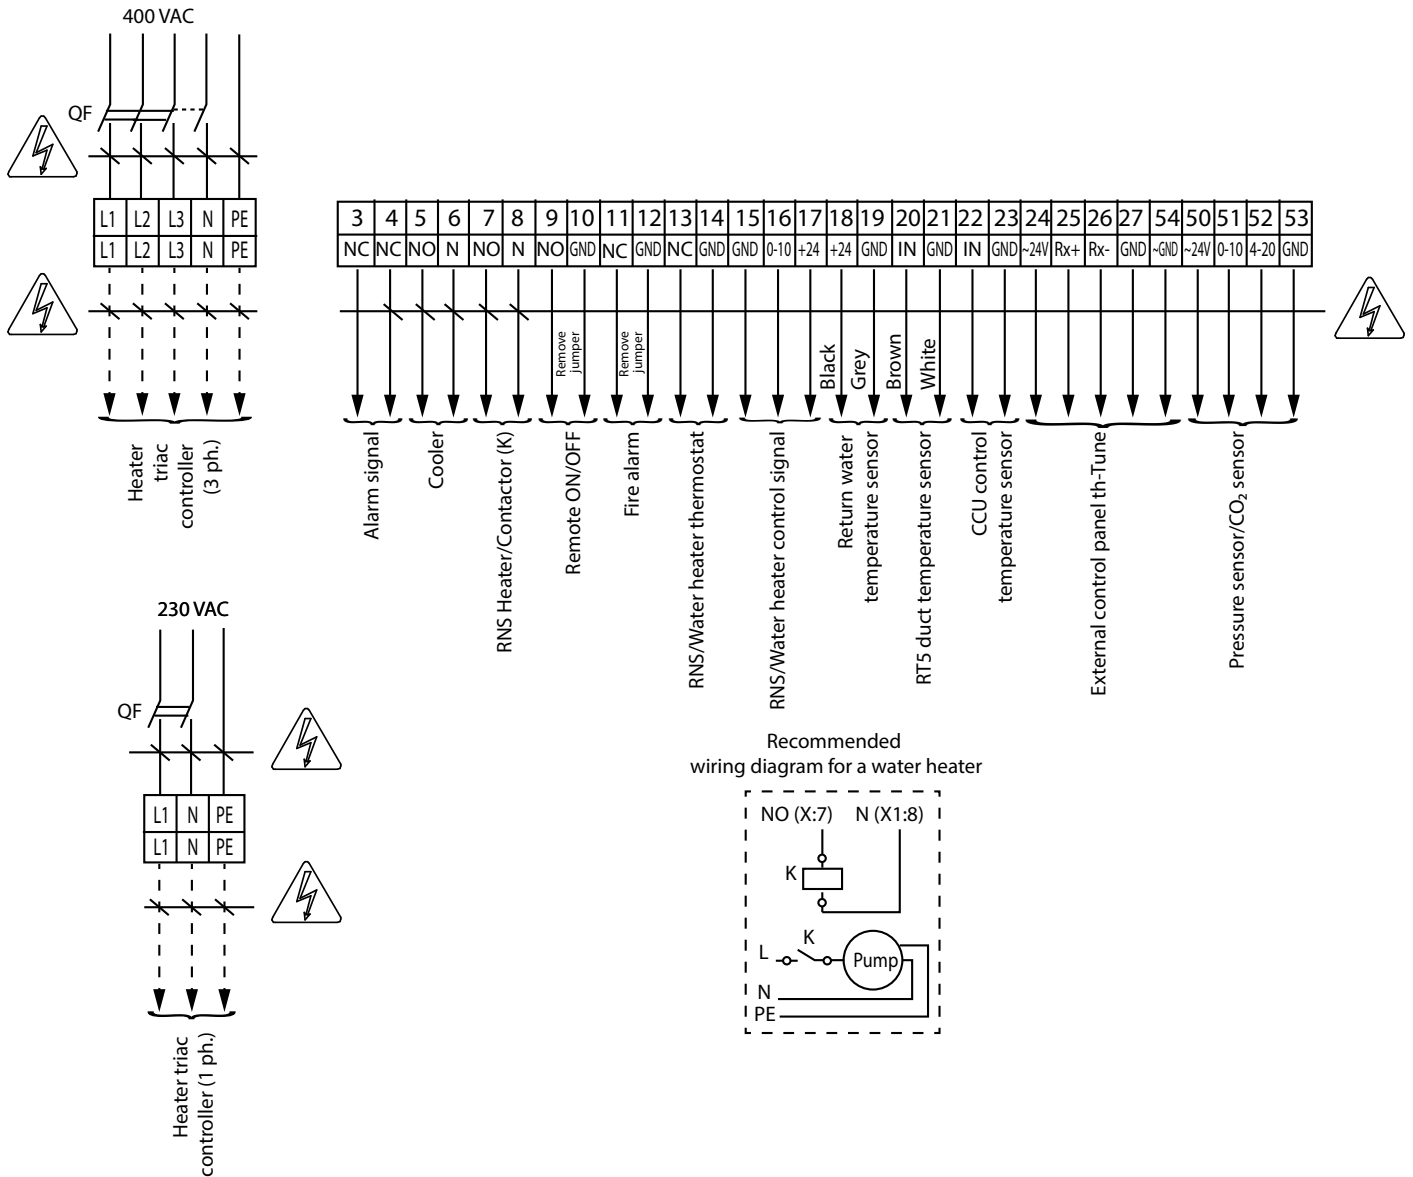 400 VAC
QF
L1 L2 L3 N PE
L1 L2 L3 N PE
Heater
triac
controller
(3 ph.)
3 4 5 6 7 8 9 10 11 12 13 14 15 16 17 18 19 20 21 22 23 24 25 26 27 54 50 51 52 53
NC NC NO N NO N NO GND NC GND NC GND GND 0-10 +24 +24 GND IN GND IN GND ~24V Rx+ Rx- GND ~GND ~24V 0-10 4-20 GND
Remove
jumper
Remove
jumper
Black
Grey
Brown
White
Alarm signal
Cooler
RNS Heater/Contactor (K)
Remote ON/OFF
Fire alarm
RNS/Water heater thermostat
RNS/Water heater control signal
Return water
temperature sensor
RT5 duct temperature sensor
CCU control
temperature sensor
External control panel th-Tune
Pressure sensor/CO₂ sensor
230 VAC
QF
L1 N PE
L1 N PE
Heater triac
controller (1 ph.)
Recommended
wiring diagram for a water heater
NO (X:7) N (X1:8)
K
K
L
Pump
N
PE